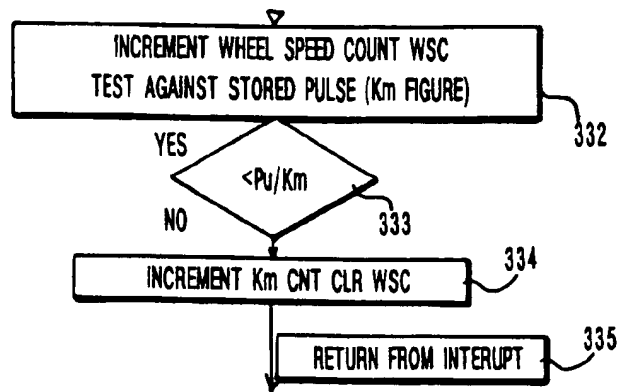 INCREMENT WHEEL SPEED COUNT WSC
TEST AGAINST STORED PULSE (Km FIGURE)
332
YES
<Pu/Km
333
NO
INCREMENT Km CNT CLR WSC
334
RETURN FROM INTERUPT
335